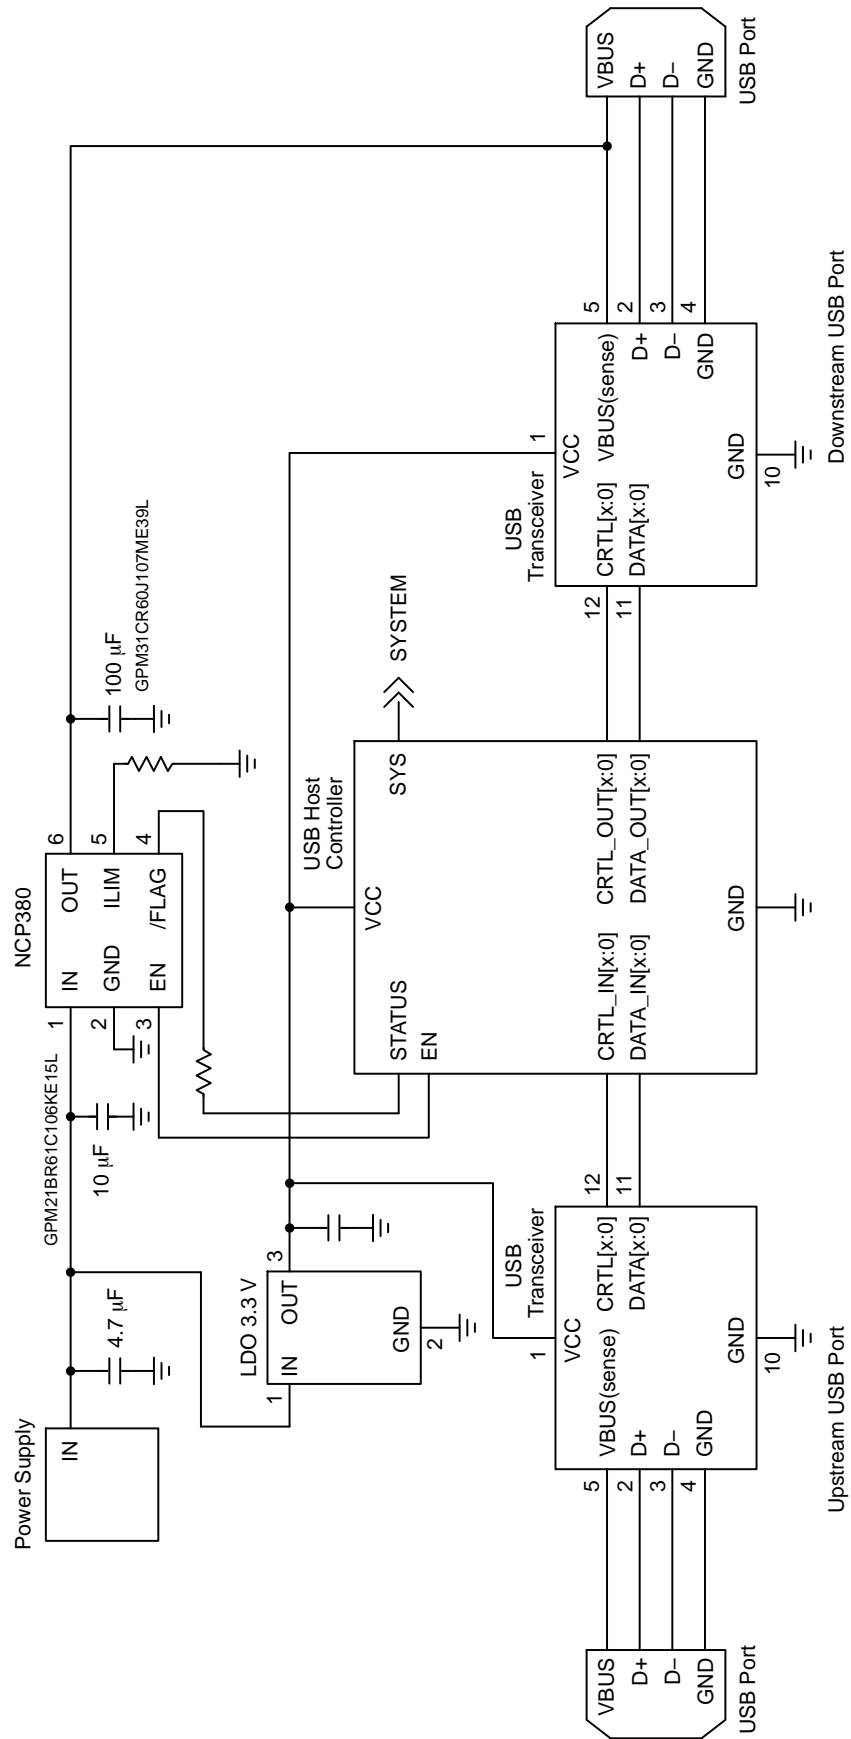 Power Supply
IN
4.7 µF
GPM21BR61C106KE15L
10 µF
NCP380
1
IN
OUT
6
2
GND
ILIM
5
3
EN
/FLAG
4
100 µF
GPM31CR60J107ME39L
LDO 3.3 V
1
IN
OUT
3
GND
2
USB Host
Controller
VCC
STATUS
EN
SYS
SYSTEM
CRTL_IN[x:0]
CRTL_OUT[x:0]
DATA_IN[x:0]
DATA_OUT[x:0]
GND
USB
Transceiver
1
VCC
5
VBUS(sense)
CRTL[x:0]
12
2
D+
DATA[x:0]
11
3
D−
4
GND
GND
10
VBUS
D+
D−
GND
USB Port
Upstream USB Port
USB
Transceiver
1
VCC
12
CRTL[x:0]
VBUS(sense)
5
11
DATA[x:0]
D+
2
D−
3
GND
4
GND
10
VBUS
D+
D−
GND
USB Port
Downstream USB Port